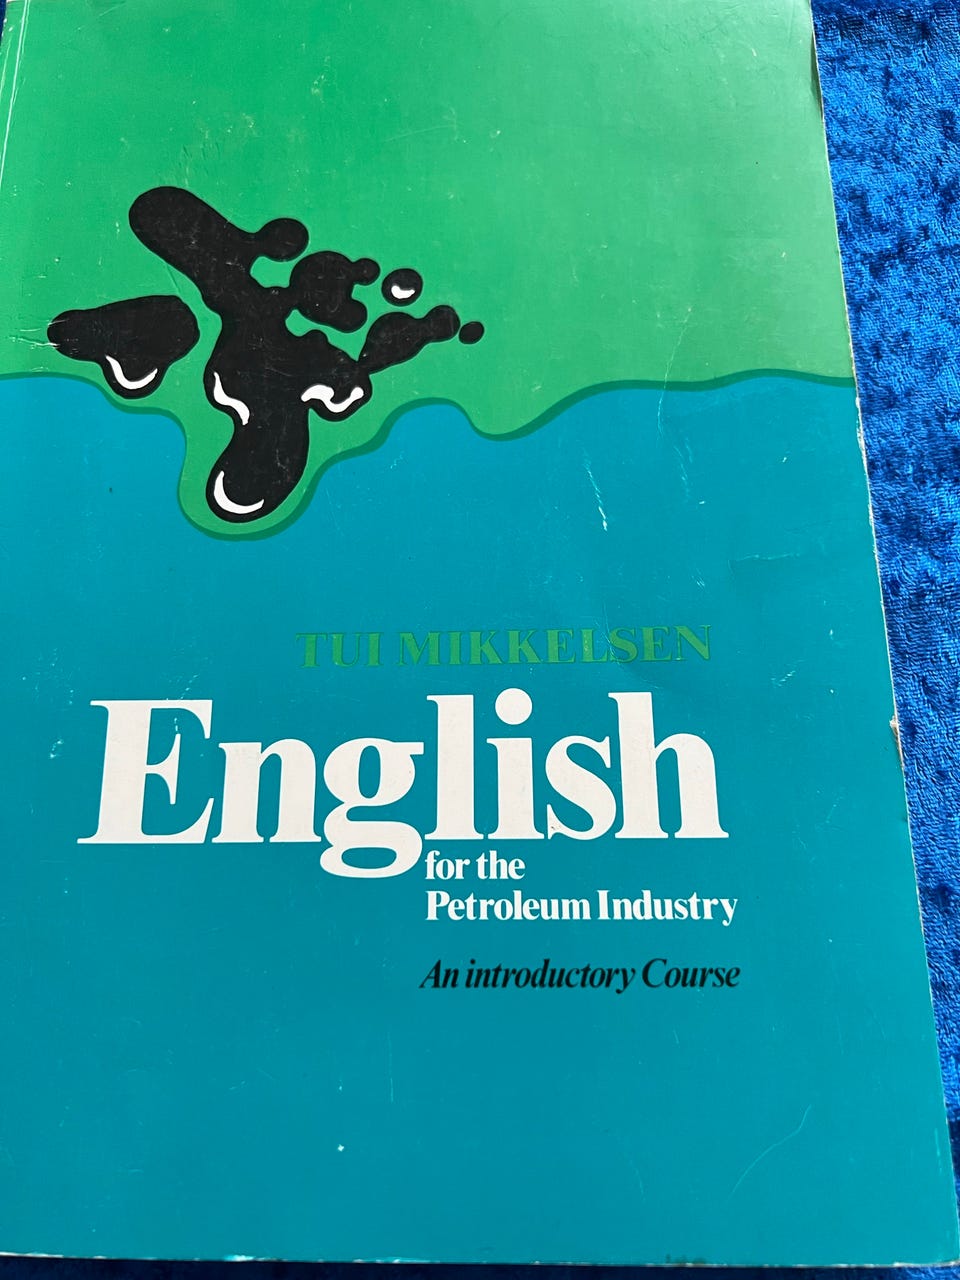 TUI MIKKELSEN
English
for the
Petroleum Industry
An introductory Course